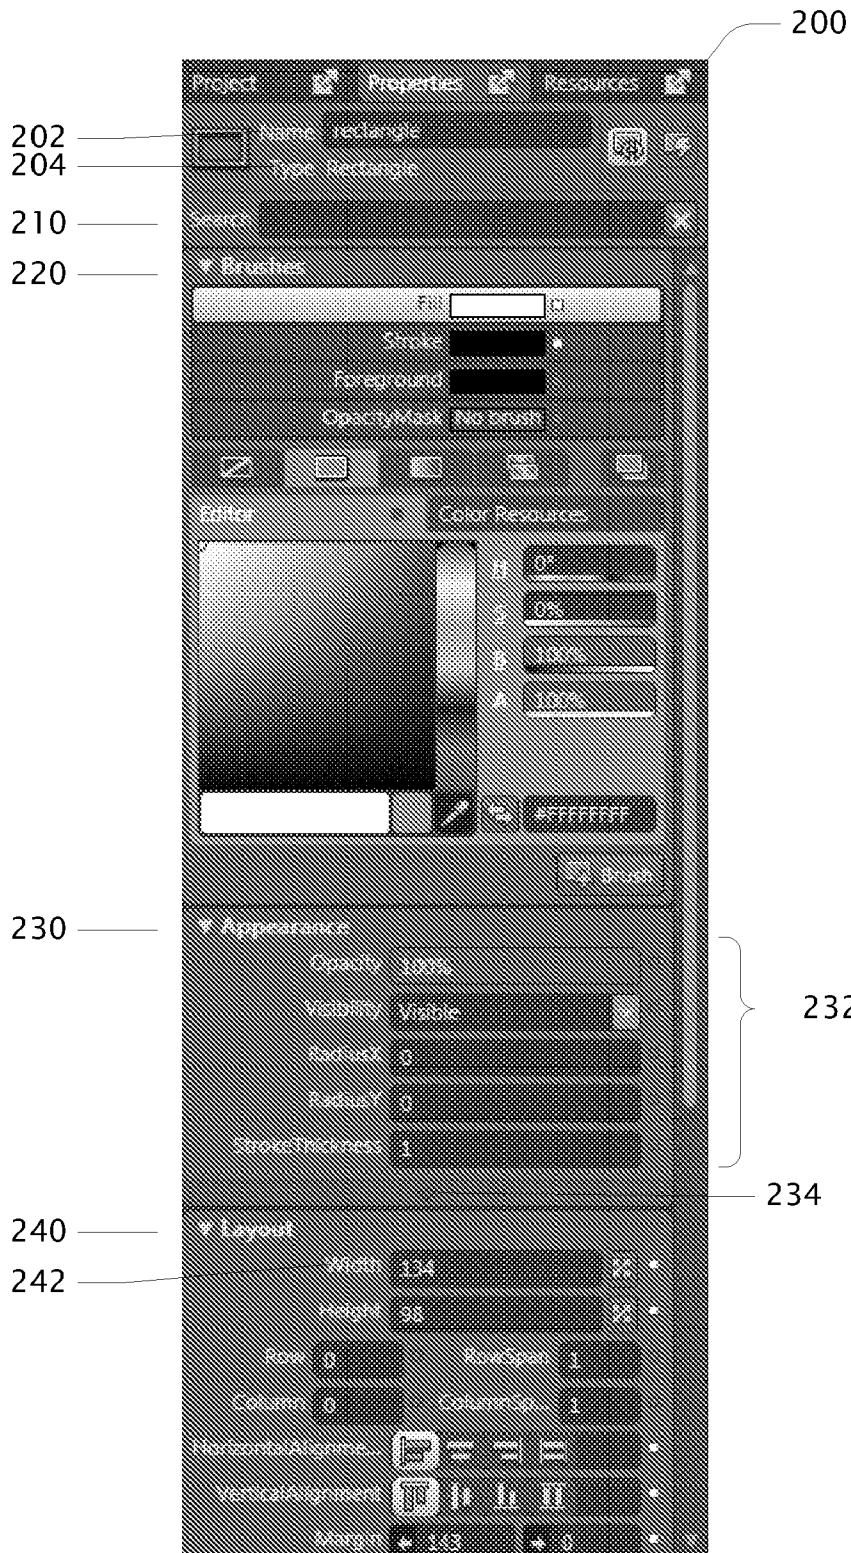 200
Project Properties Resources
202 Name rectangle
204 Type Rectangle
210 Search
220 Brushes
Fill
Stroke
Foreground
OpacityMask No brush
Editor Color Resources
H 0°
S 0%
B 100%
A 100%
#FFFFFFFF
Brush
230 Appearance
Opacity 100%
Visibility Visible
232
RadiusX 0
RadiusY 0
StrokeThickness 1
234
240 Layout
242 Width 134
Height 98
Row 0 RowSpan 1
Column 0 ColumnSp... 1
HorizontalAlignme...
VerticalAlignment
Margin 143 0